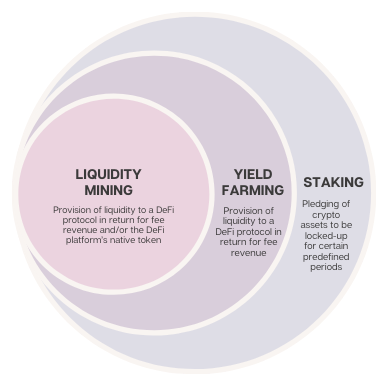 LIQUIDITY
MINING
Provision of liquidity to a DeFi
protocol in return for fee
revenue and/or the DeFi
platform's native token
YIELD
FARMING
Provision of
liquidity to a
DeFi protocol in
return for fee
revenue
STAKING
Pledging of
crypto
assets to be
locked-up
for certain
predefined
periods